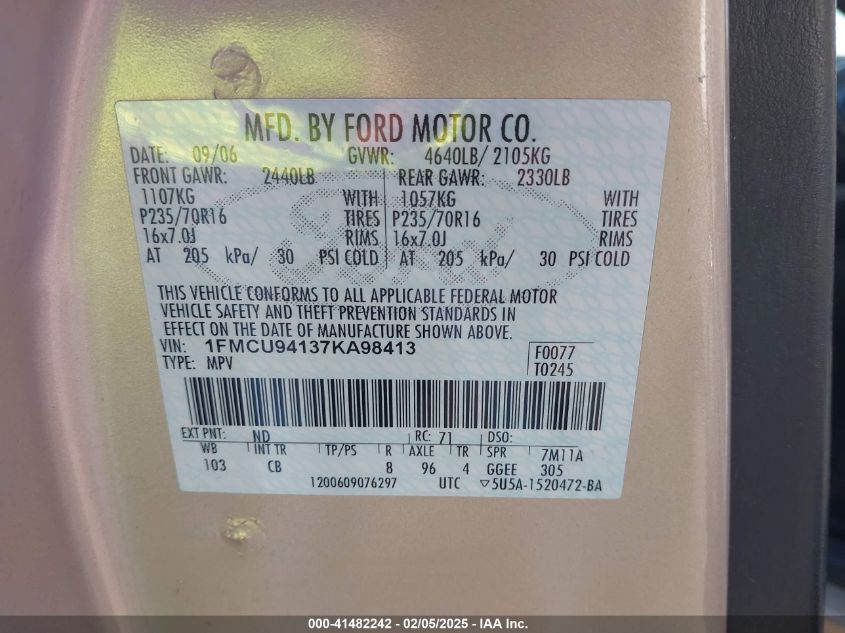 MFD. BY FORD MOTOR CO.
DATE: 09/06 GVWR: 4640LB/ 2105KG
FRONT GAWR: 2440LB REAR GAWR: 2330LB
1107KG WITH 1057KG WITH
P235/70R16 TIRES P235/70R16 TIRES
16x7.0J RIMS 16x7.0J RIMS
AT 205 kPa/ 30 PSI COLD AT 205 kPa/ 30 PSI COLD
THIS VEHICLE CONFORMS TO ALL APPLICABLE FEDERAL MOTOR
VEHICLE SAFETY AND THEFT PREVENTION STANDARDS IN
EFFECT ON THE DATE OF MANUFACTURE SHOWN ABOVE.
VIN: 1FMCU94137KA98413 F0077
TYPE: MPV T0245
EXT PNT: ND RC: 71 DSO:
WB INT TR TP/PS R AXLE TR SPR 7M11A
103 CB 8 96 4 GGEE 305
1200609076297 UTC ▽5U5A-1520472-BA
000-41482242 - 02/05/2025 - IAA Inc.